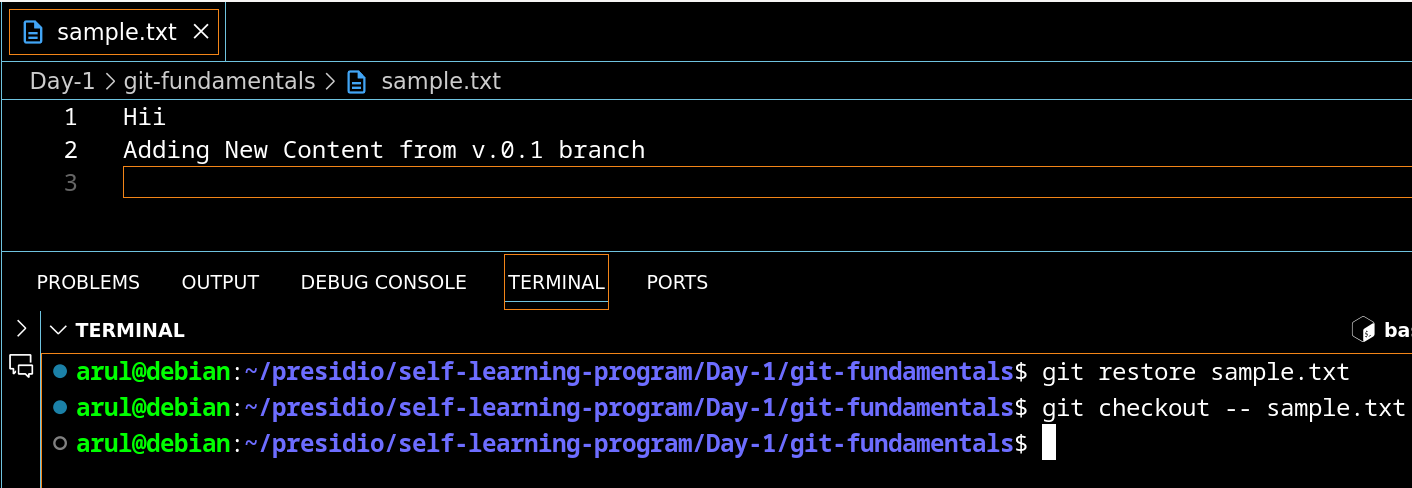 sample.txt
Day-1 > git-fundamentals > sample.txt
1 Hii
2 Adding New Content from v.0.1 branch
3
PROBLEMS OUTPUT DEBUG CONSOLE TERMINAL PORTS
TERMINAL
arul@debian:~/presidio/self-learning-program/Day-1/git-fundamentals$ git restore sample.txt
arul@debian:~/presidio/self-learning-program/Day-1/git-fundamentals$ git checkout -- sample.txt
arul@debian:~/presidio/self-learning-program/Day-1/git-fundamentals$